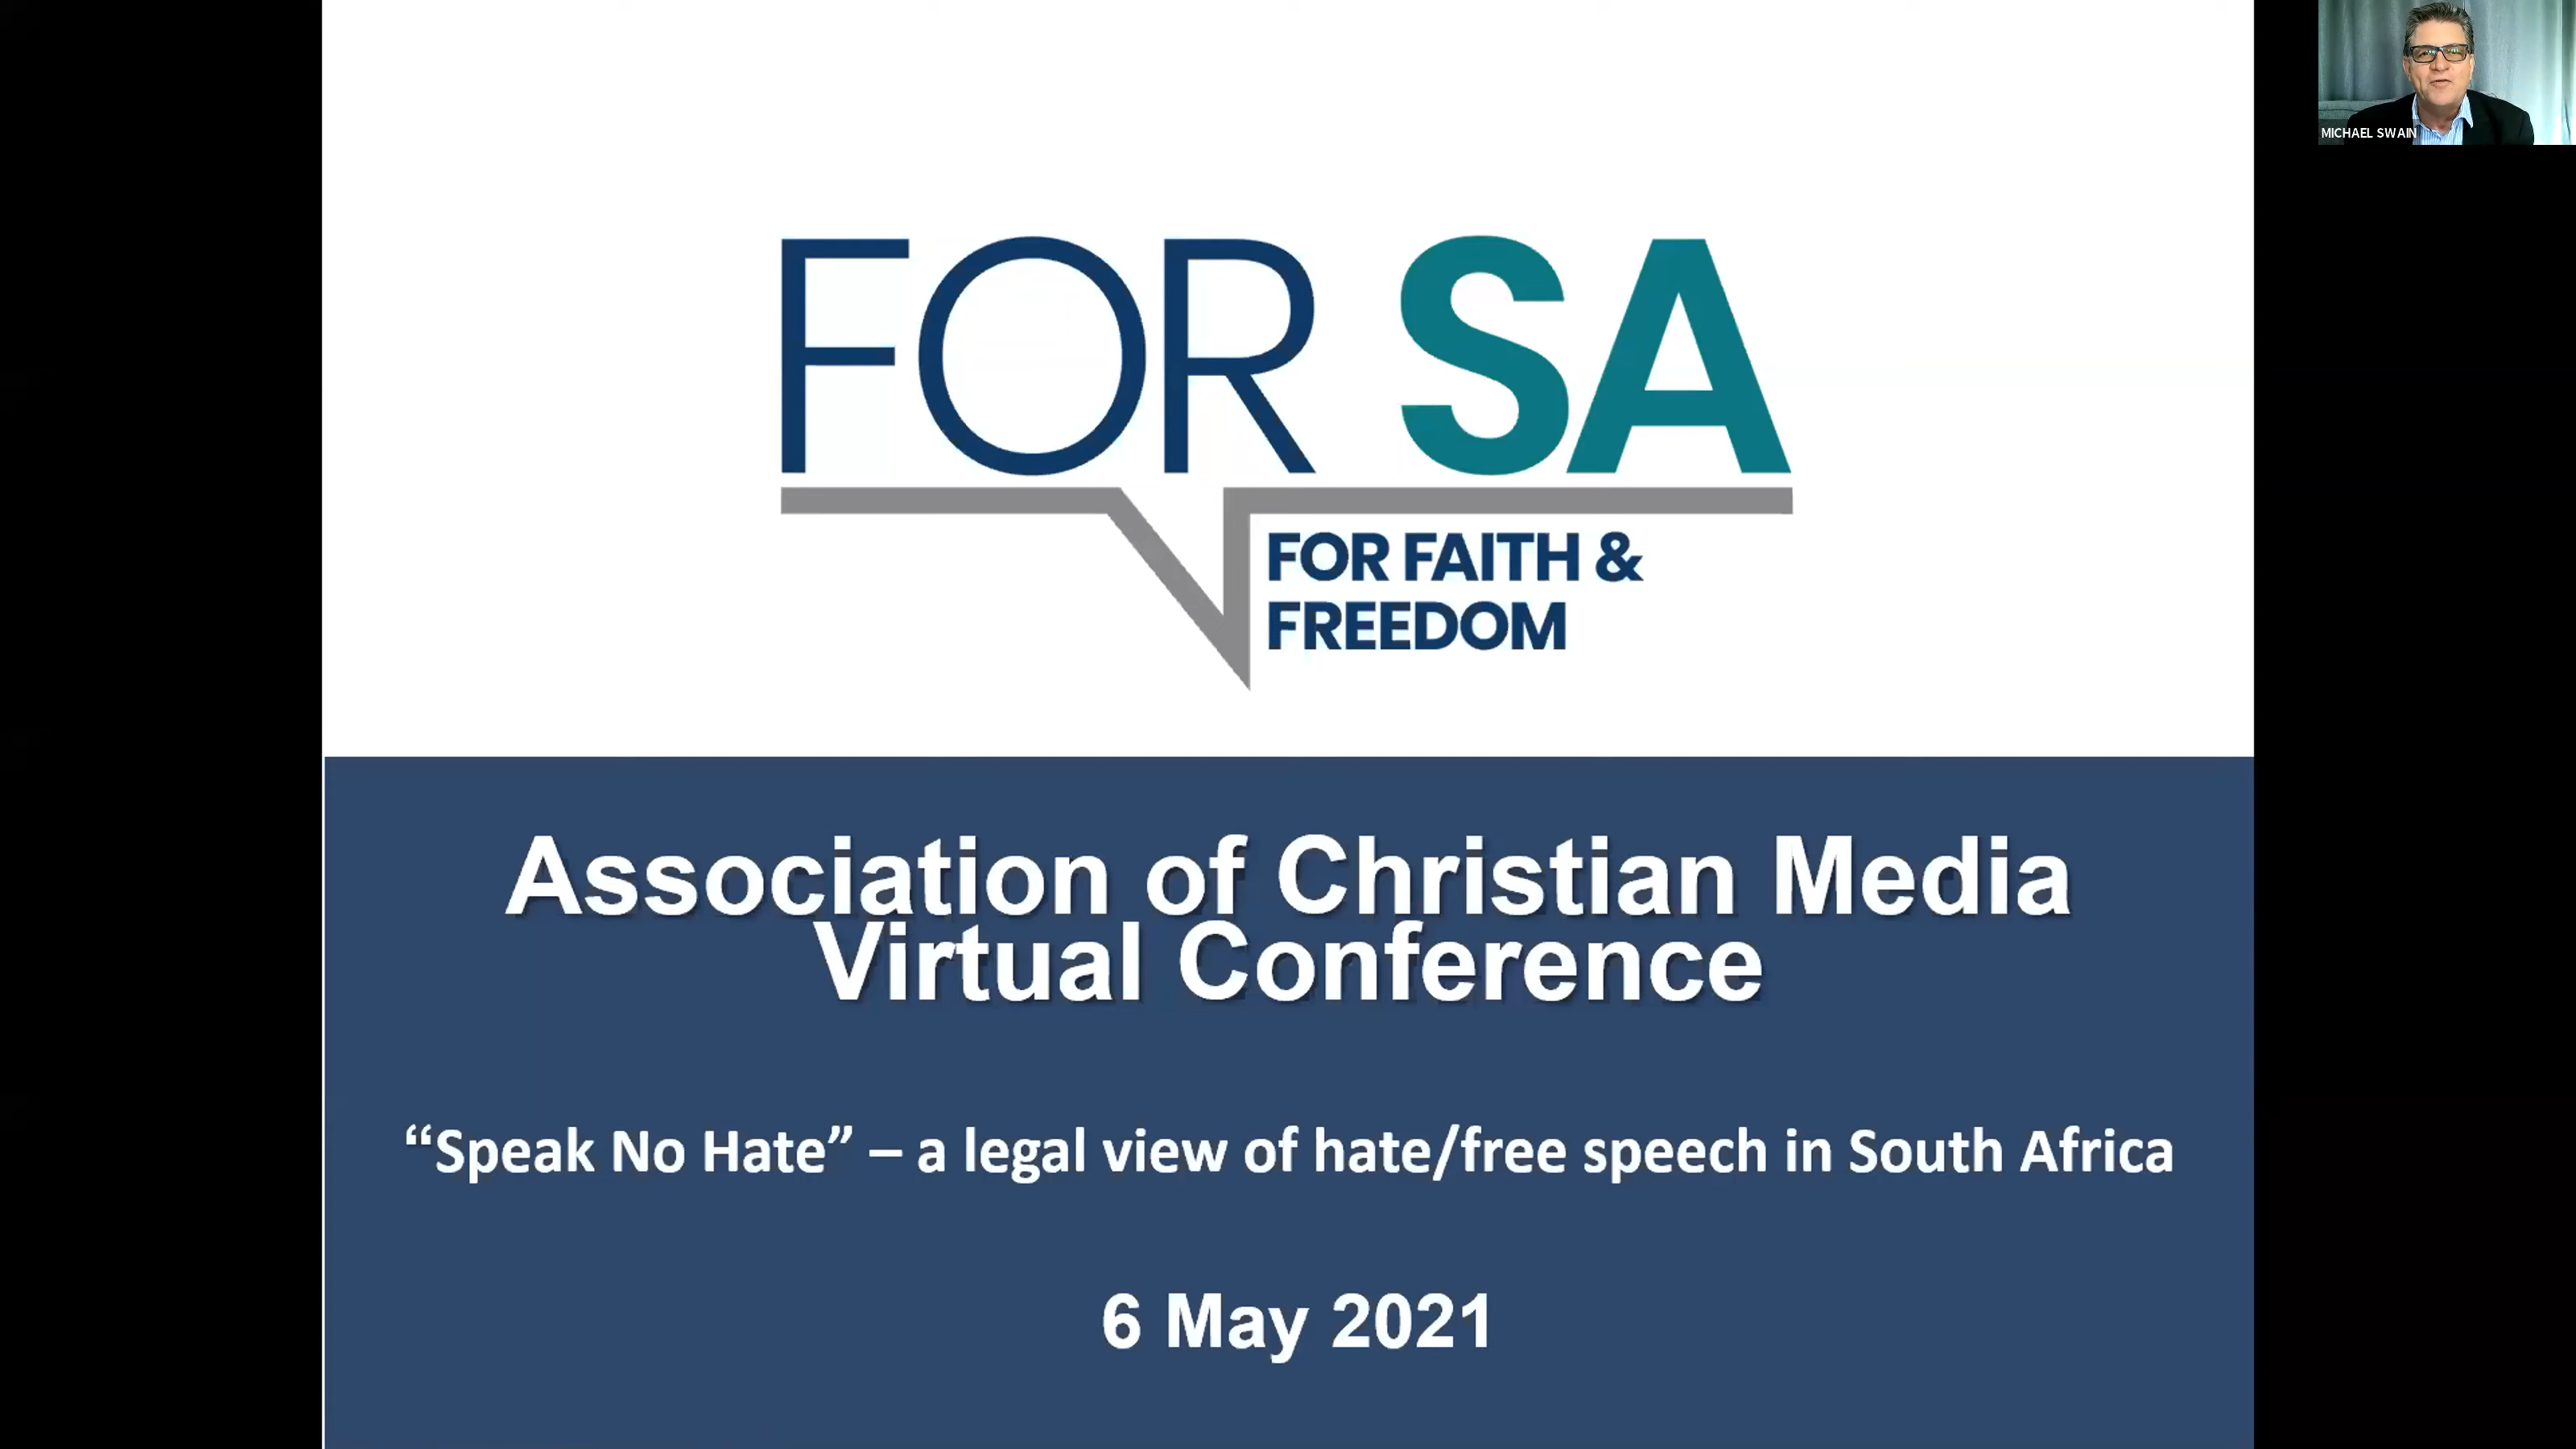 MICHAEL SWAIN
FOR SA
FOR FAITH &
FREEDOM
Association of Christian Media
Virtual Conference
“Speak No Hate” – a legal view of hate/free speech in South Africa
6 May 2021